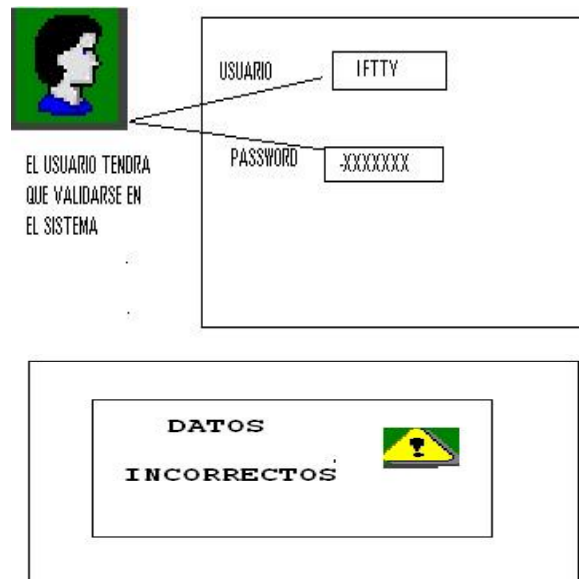 USUARIO
IFTTY
PASSWORD
-XXXXXXX
EL USUARIO TENDRA
QUE VALIDARSE EN
EL SISTEMA
DATOS
INCORRECTOS